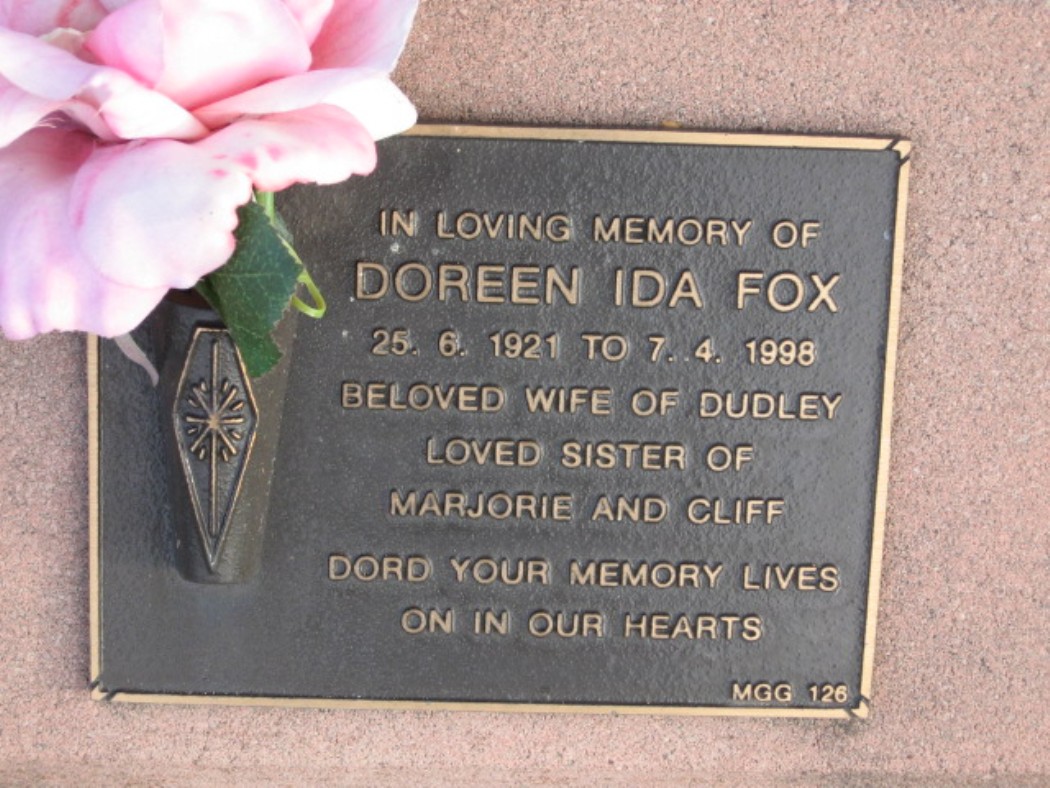 IN LOVING MEMORY OF
DOREEN IDA FOX
25. 6. 1921 TO 7. 4. 1998
BELOVED WIFE OF DUDLEY
LOVED SISTER OF
MARJORIE AND CLIFF
DORD YOUR MEMORY LIVES
ON IN OUR HEARTS
MGG 126